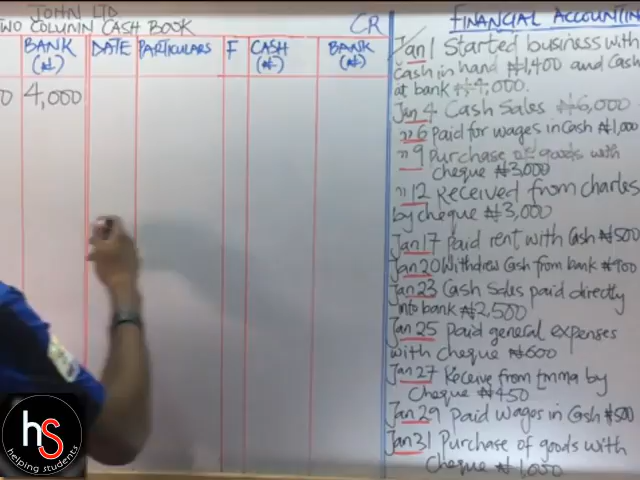 JOHN LTD
TWO COLUMN CASH BOOK
CR
BANK DATE PARTICULARS F CASH BANK
(₦) (₦) (₦)
0 4,000
FINANCIAL ACCOUNTING
Jan 1 Started business with
Cash in hand ₦1,400 and Cash
at bank ₦4,000.
Jan 4 Cash Sales ₦6,000
" 6 Paid for wages in Cash ₦1,000
" 9 Purchase of goods with
cheque ₦3,000
" 12 Received from Charles
by cheque ₦3,000
Jan 17 Paid rent with Cash ₦500
Jan 20 Withdrew Cash from bank ₦900
Jan 23 Cash Sales paid directly
into bank ₦2,500
Jan 25 Paid general expenses
with cheque ₦600
Jan 27 Receive from Emma by
Cheque ₦450
Jan 29 Paid Wages in Cash ₦500
Jan 31 Purchase of goods with
Cheque ₦1,000
hs
helping students